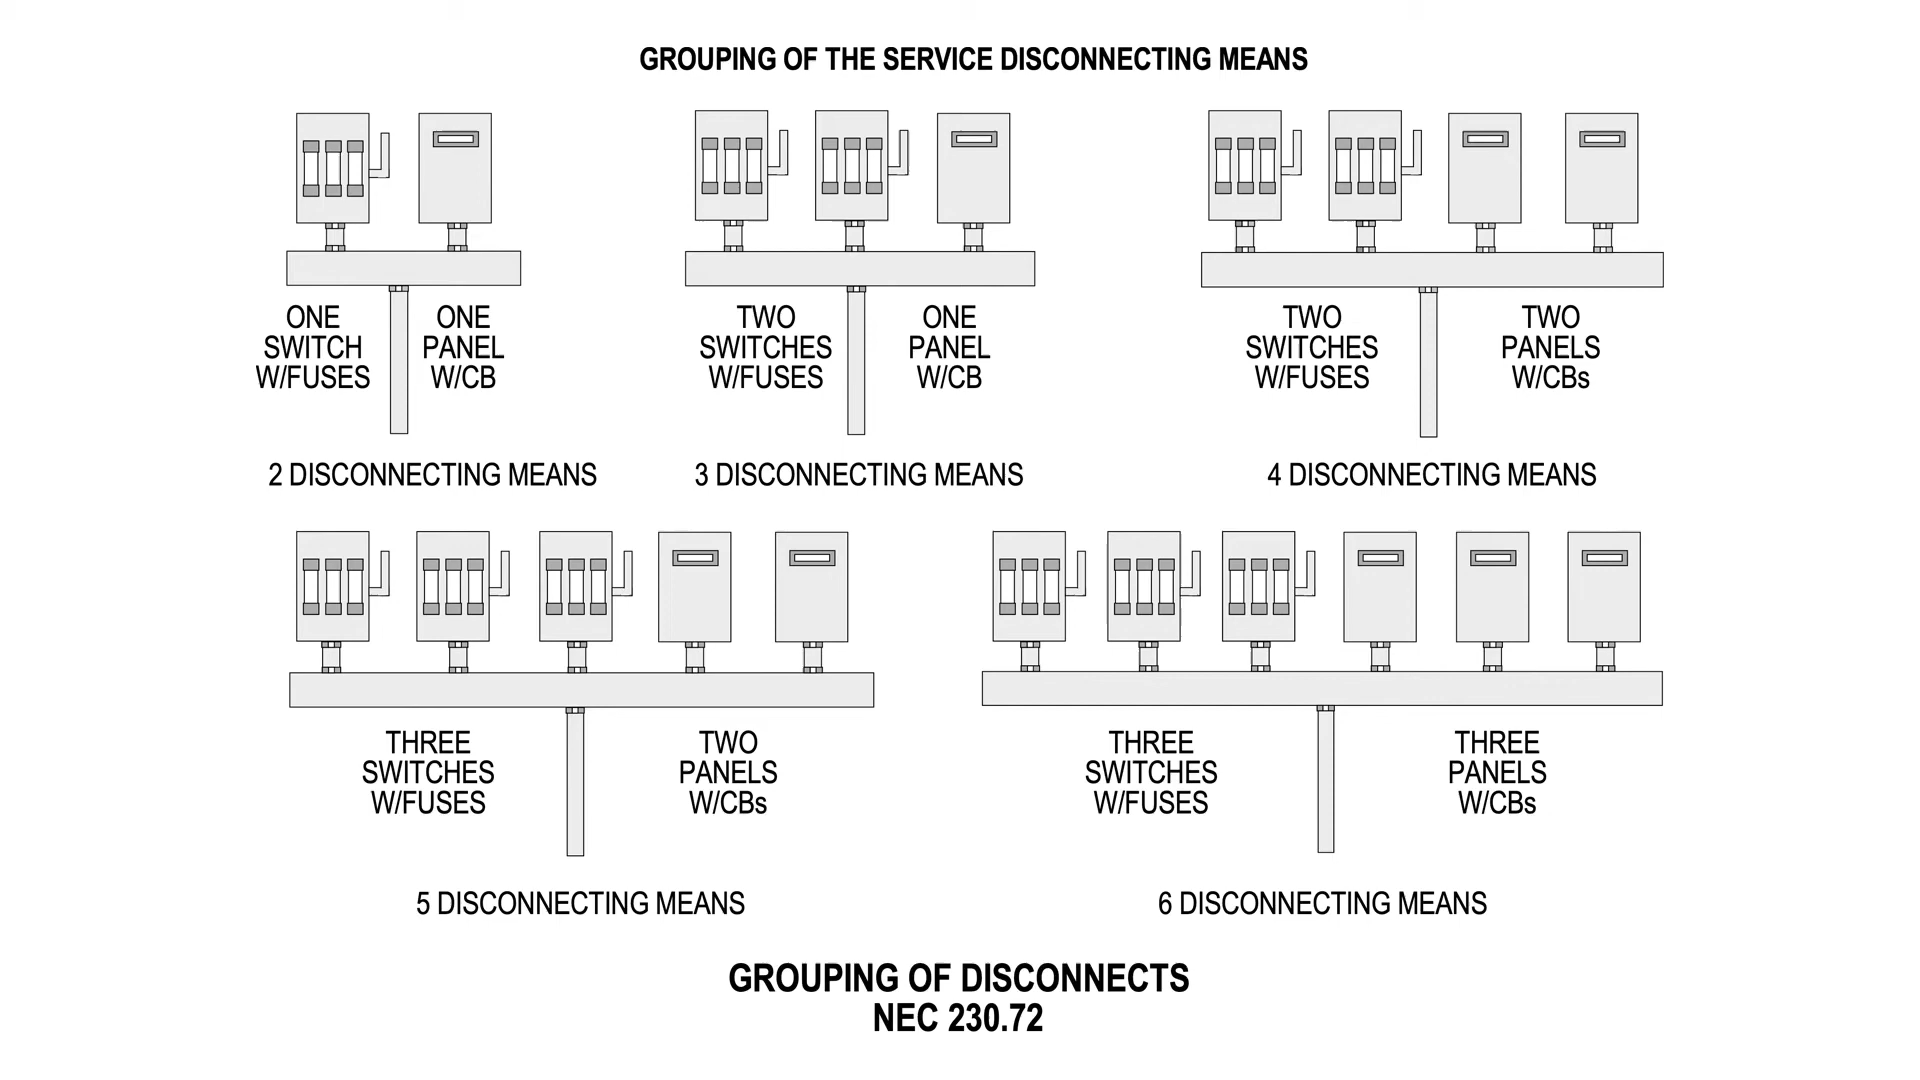 GROUPING OF THE SERVICE DISCONNECTING MEANS
ONE
SWITCH
W/FUSES
ONE
PANEL
W/CB
2 DISCONNECTING MEANS
TWO
SWITCHES
W/FUSES
ONE
PANEL
W/CB
3 DISCONNECTING MEANS
TWO
SWITCHES
W/FUSES
TWO
PANELS
W/CBs
4 DISCONNECTING MEANS
THREE
SWITCHES
W/FUSES
TWO
PANELS
W/CBs
5 DISCONNECTING MEANS
THREE
SWITCHES
W/FUSES
THREE
PANELS
W/CBs
6 DISCONNECTING MEANS
GROUPING OF DISCONNECTS
NEC 230.72